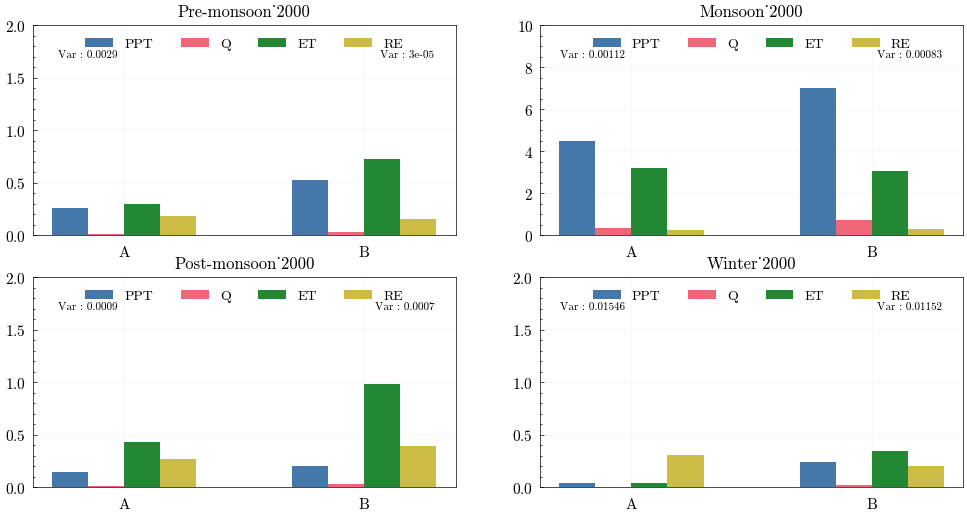 Pre-monsoon˙2000
2.0
1.5
1.0
0.5
0.0
PPT Q ET RE
Var : 0.0029 Var : 3e-05
A B
Monsoon˙2000
10
8
6
4
2
0
PPT Q ET RE
Var : 0.00112 Var : 0.00083
A B
Post-monsoon˙2000
2.0
1.5
1.0
0.5
0.0
PPT Q ET RE
Var : 0.0009 Var : 0.0007
A B
Winter˙2000
2.0
1.5
1.0
0.5
0.0
PPT Q ET RE
Var : 0.01546 Var : 0.01152
A B